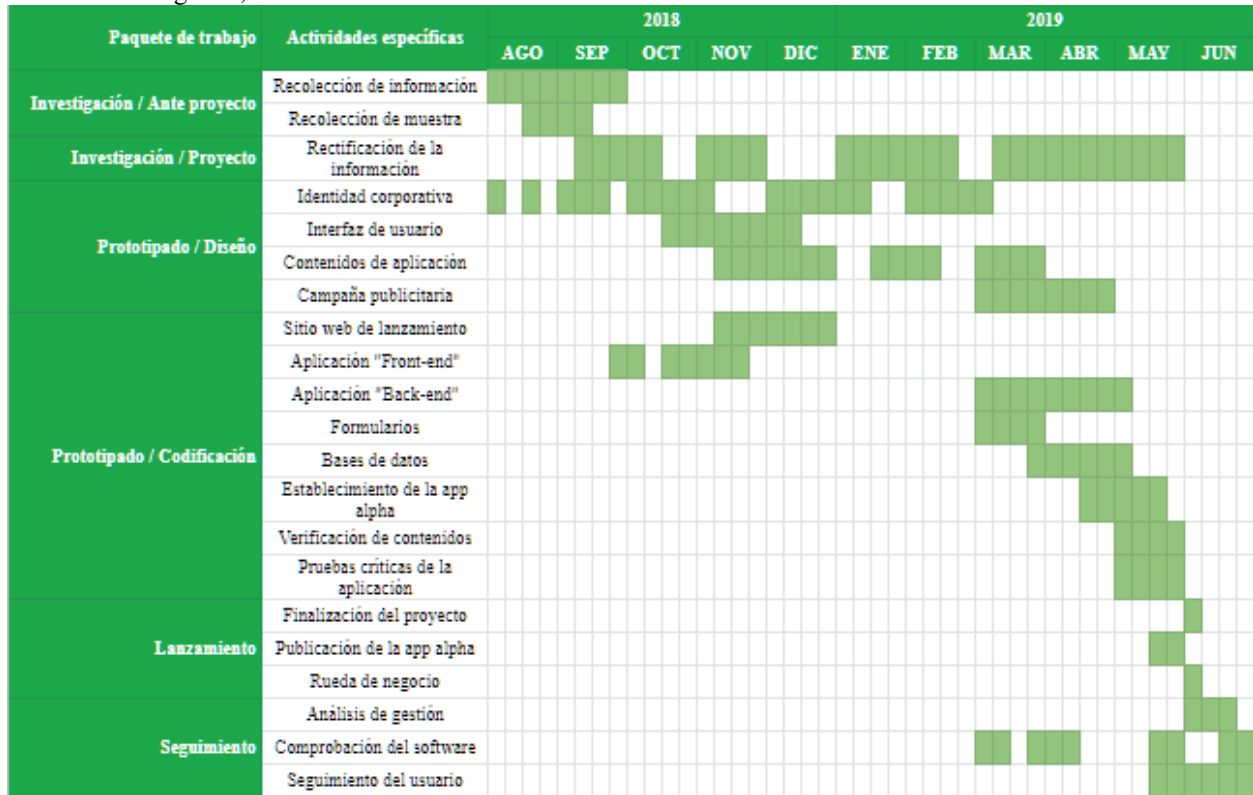 2018 2019
Paquete de trabajo Actividades específicas
AGO SEP OCT NOV DIC ENE FEB MAR ABR MAY JUN
Recolección de información
Investigación / Ante proyecto
Recolección de muestra
Investigación / Proyecto
Rectificación de la
información
Identidad corporativa
Interfaz de usuario
Prototipado / Diseño
Contenidos de aplicación
Campaña publicitaria
Sitio web de lanzamiento
Aplicación "Front-end"
Aplicación "Back-end"
Formularios
Prototipado / Codificación
Bases de datos
Establecimiento de la app
alpha
Verificación de contenidos
Pruebas críticas de la
aplicación
Finalización del proyecto
Lanzamiento
Publicación de la app alpha
Rueda de negocio
Análisis de gestión
Seguimiento
Comprobación del software
Seguimiento del usuario